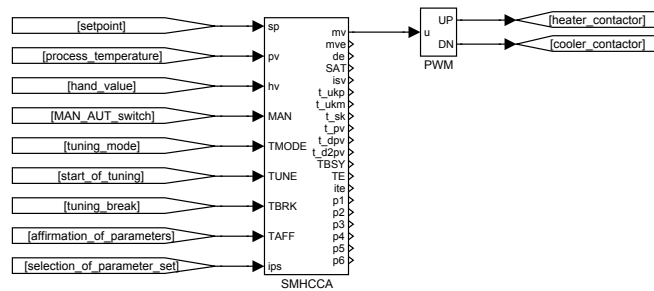 [setpoint]
[process_temperature]
[hand_value]
[MAN_AUT_switch]
[tuning_mode]
[start_of_tuning]
[tuning_break]
[affirmation_of_parameters]
[selection_of_parameter_set]
sp
pv
hv
MAN
TMODE
TUNE
TBRK
TAFF
ips
mv
mve
de
SAT
isv
t_ukp
t_ukm
t_sk
t_pv
t_dpv
t_d2pv
TBSY
TE
ite
p1
p2
p3
p4
p5
p6
SMHCCA
u
UP
DN
PWM
[heater_contactor]
[cooler_contactor]